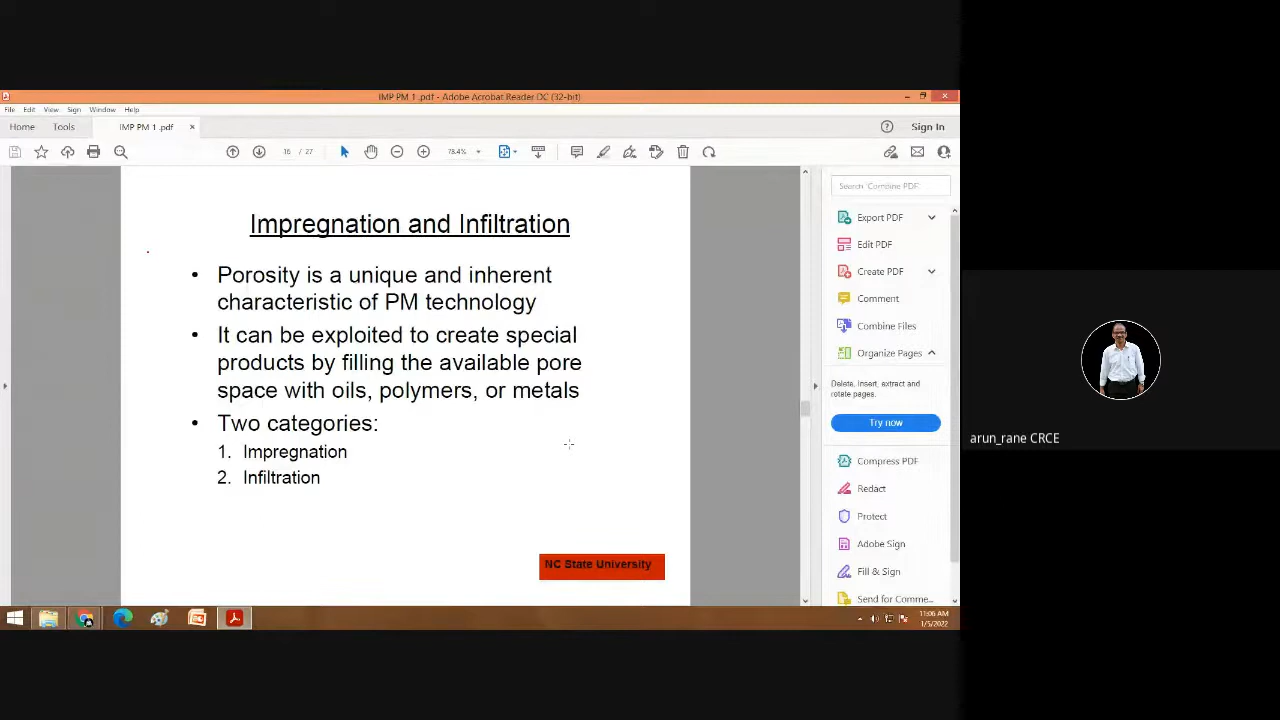 IMP PM 1 .pdf - Adobe Acrobat Reader DC (32-bit)
File Edit View Sign Window Help
Home Tools IMP PM 1 .pdf × Sign In
16 / 27 78.4%
Impregnation and Infiltration
• Porosity is a unique and inherent
characteristic of PM technology
• It can be exploited to create special
products by filling the available pore
space with oils, polymers, or metals
• Two categories:
1. Impregnation
2. Infiltration
NC State University
Search 'Combine PDF'
Export PDF
Edit PDF
Create PDF
Comment
Combine Files
Organize Pages
Delete, insert, extract and
rotate pages.
Try now
Compress PDF
Redact
Protect
Adobe Sign
Fill & Sign
Send for Comme...
11:06 AM
1/5/2022
arun_rane CRCE